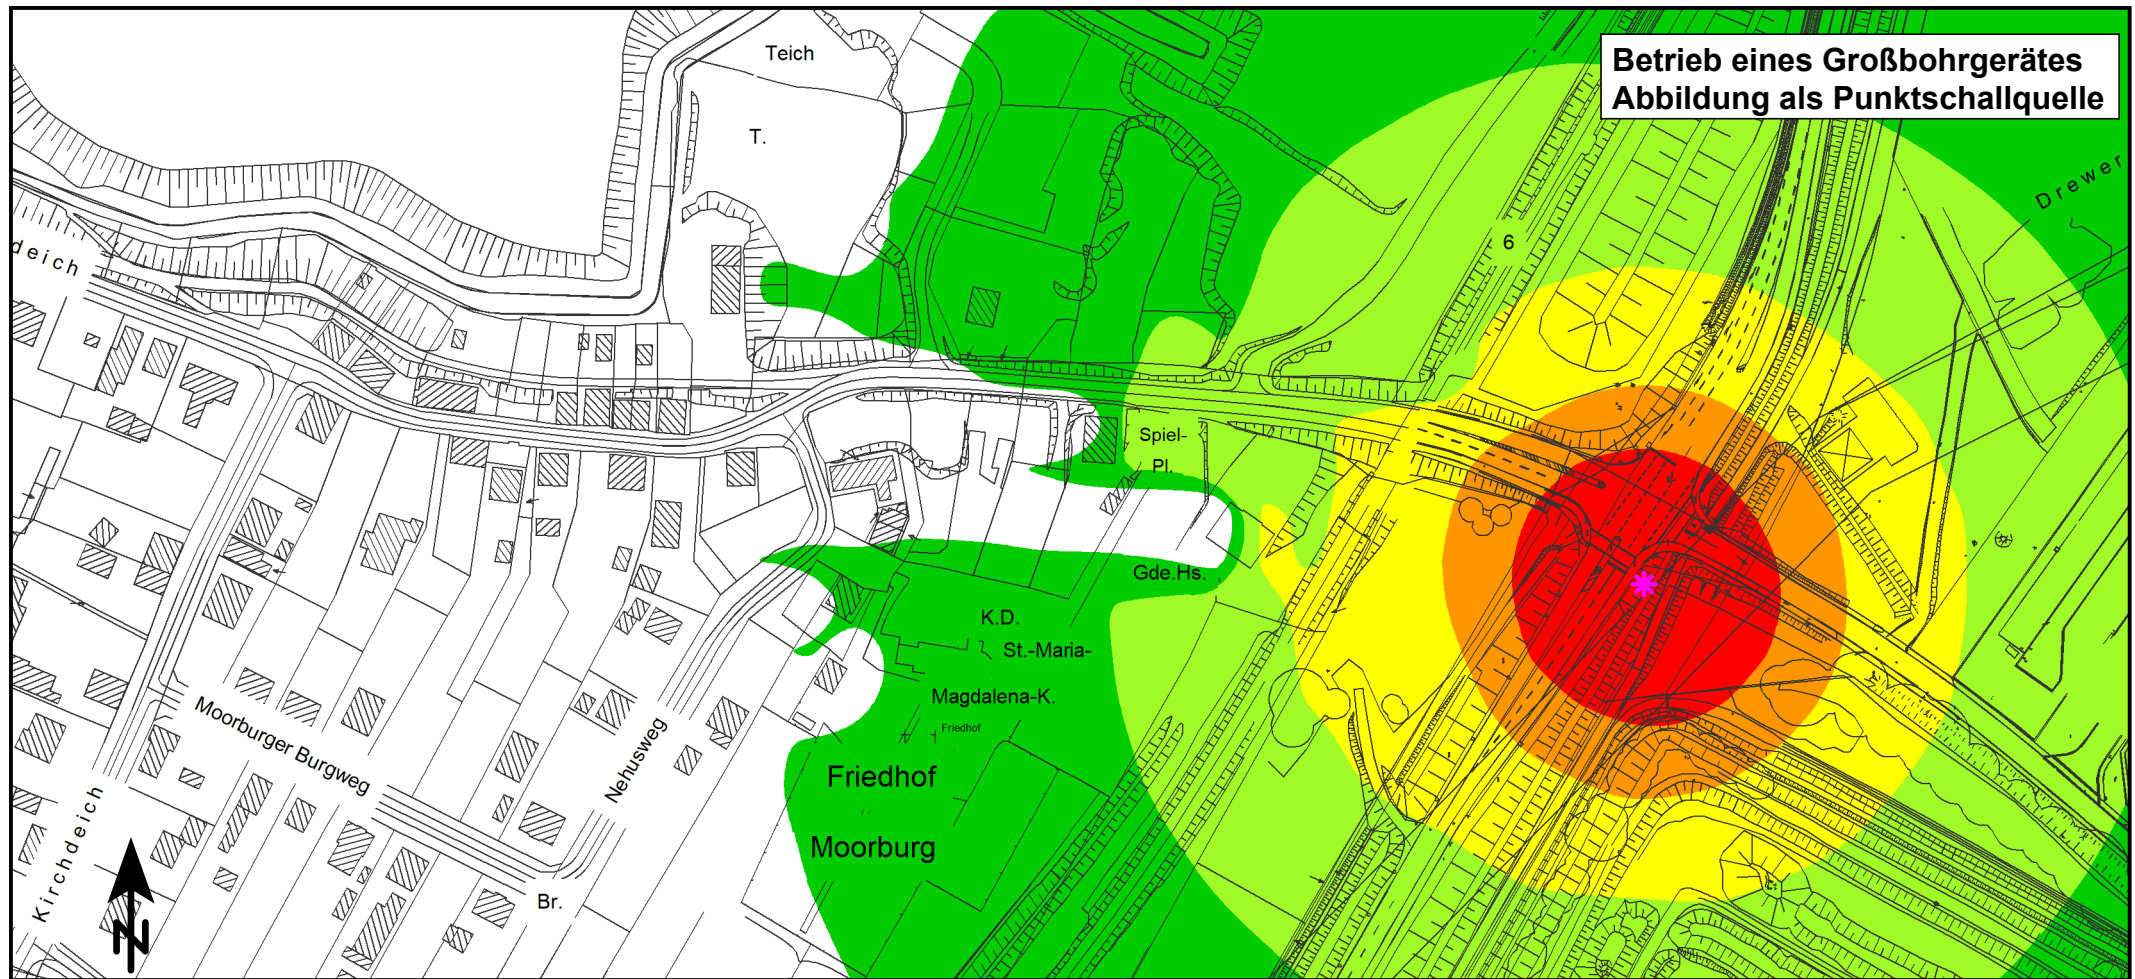 Betrieb eines Großbohrgerätes
Abbildung als Punktschallquelle
Teich
T.
Drewer
6
deich
Spiel-
Pl.
Gde.Hs.
K.D.
St.-Maria-
Magdalena-K.
Friedhof
Friedhof
Moorburg
Moorburger Burgweg
Nehusweg
Kirchdeich
Br.
N